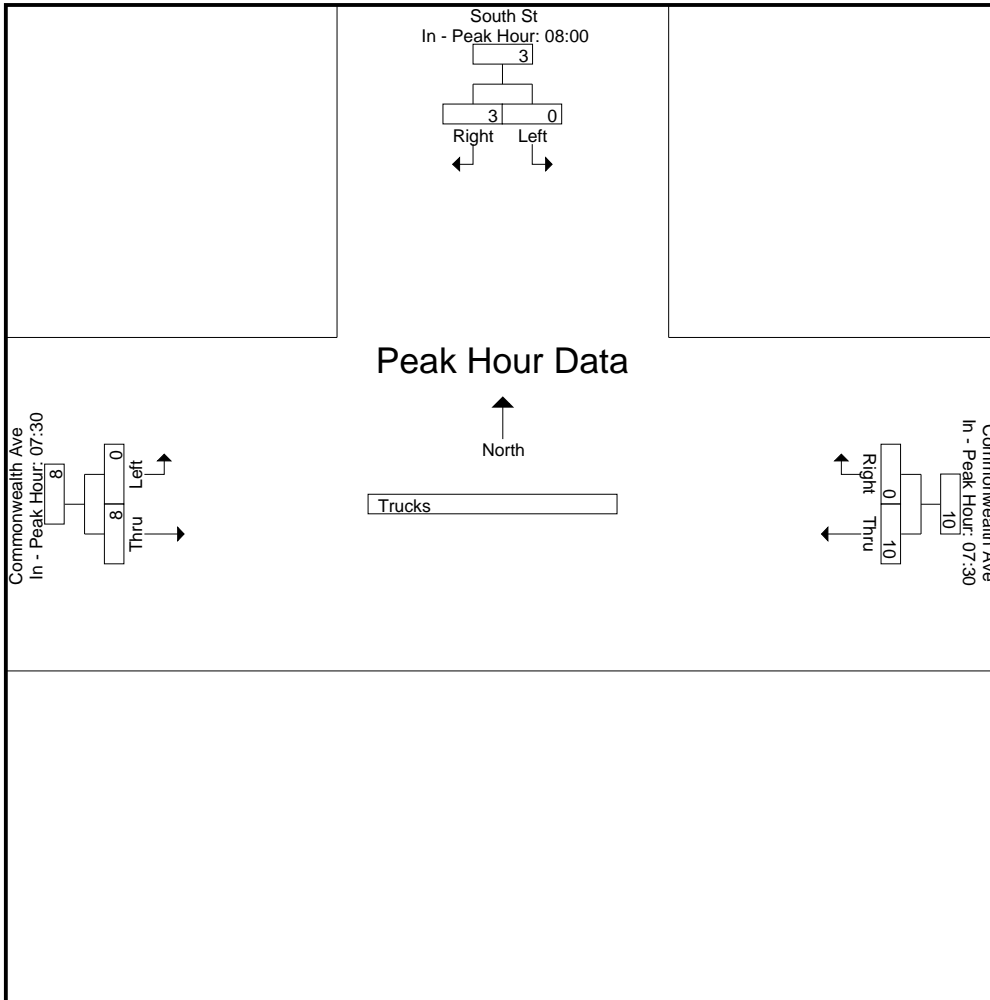 South St
In - Peak Hour: 08:00
3
3 0
Right Left
Peak Hour Data
North
Trucks
Commonwealth Ave
In - Peak Hour: 07:30
8
0
8
Left
Thru
Right
Thru
0
10
10
In - Peak Hour: 07:30
Commonwealth Ave